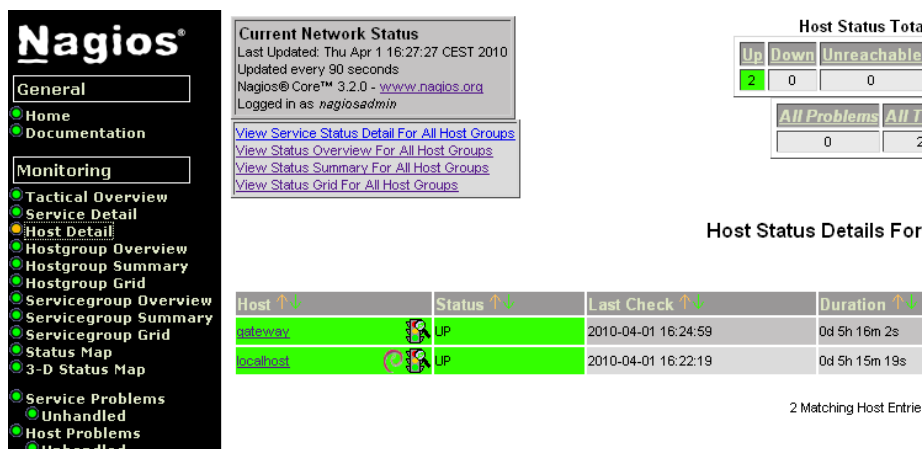 Nagios®
General
Home
Documentation
Monitoring
Tactical Overview
Service Detail
Host Detail
Hostgroup Overview
Hostgroup Summary
Hostgroup Grid
Servicegroup Overview
Servicegroup Summary
Servicegroup Grid
Status Map
3-D Status Map
Service Problems
Unhandled
Host Problems
Unhandled
Current Network Status
Last Updated: Thu Apr 1 16:27:27 CEST 2010
Updated every 90 seconds
Nagios® Core™ 3.2.0 - www.nagios.org
Logged in as nagiosadmin
View Service Status Detail For All Host Groups
View Status Overview For All Host Groups
View Status Summary For All Host Groups
View Status Grid For All Host Groups
Host Status Tota
Up Down Unreachable
2 0 0
All Problems All T
0 2
Host Status Details For
Host Status Last Check Duration
gateway UP 2010-04-01 16:24:59 0d 5h 16m 2s
localhost UP 2010-04-01 16:22:19 0d 5h 15m 19s
2 Matching Host Entrie